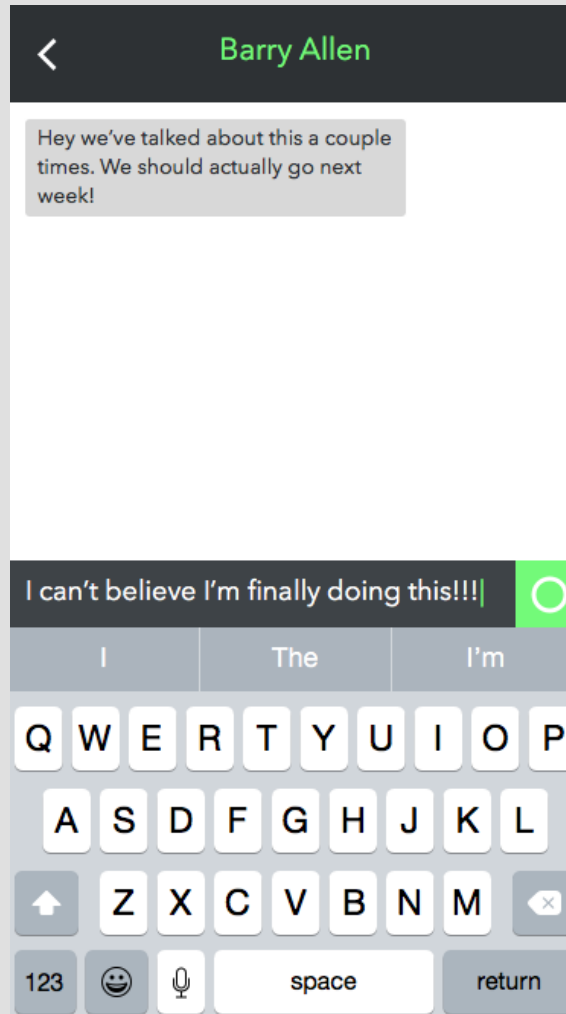 Barry Allen
Hey we've talked about this a couple
times. We should actually go next
week!
I can't believe I'm finally doing this!!!
I The I'm
Q W E R T Y U I O P
A S D F G H J K L
Z X C V B N M
123 space return